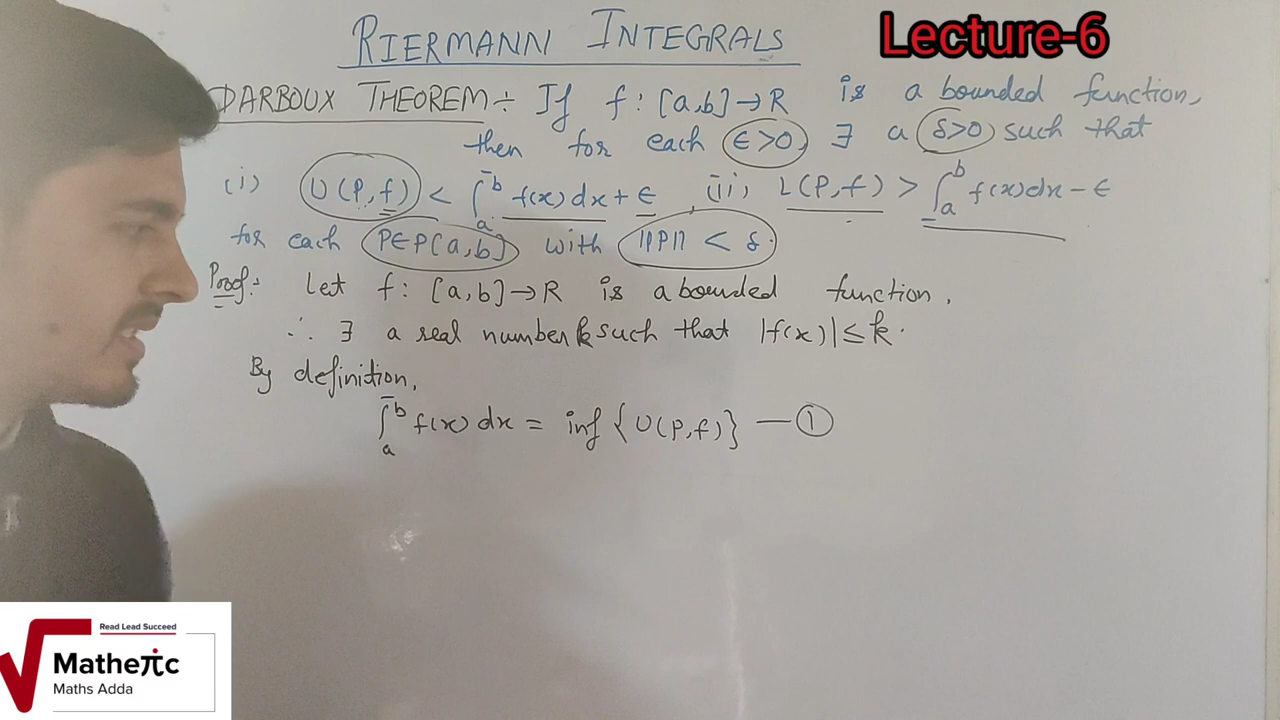 RIERMANN INTEGRALS
Lecture-6
DARBOUX THEOREM ÷ If f : [a,b] → R is a bounded function,
then for each ε>0, ∃ a δ>0 such that
(i) U(P,f) < ∫̄ₐᵇ f(x)dx + ε, (ii) L(P,f) > ∫̲ₐᵇ f(x)dx - ε
for each P∈P[a,b] with ||P|| < δ.
Proof: Let f : [a,b] → R is a bounded function.
∴ ∃ a real number k such that |f(x)| ≤ k.
By definition,
∫̄ₐᵇ f(x) dx = inf {U(P,f)} — ①
Read Lead Succeed
Matheπc
Maths Adda